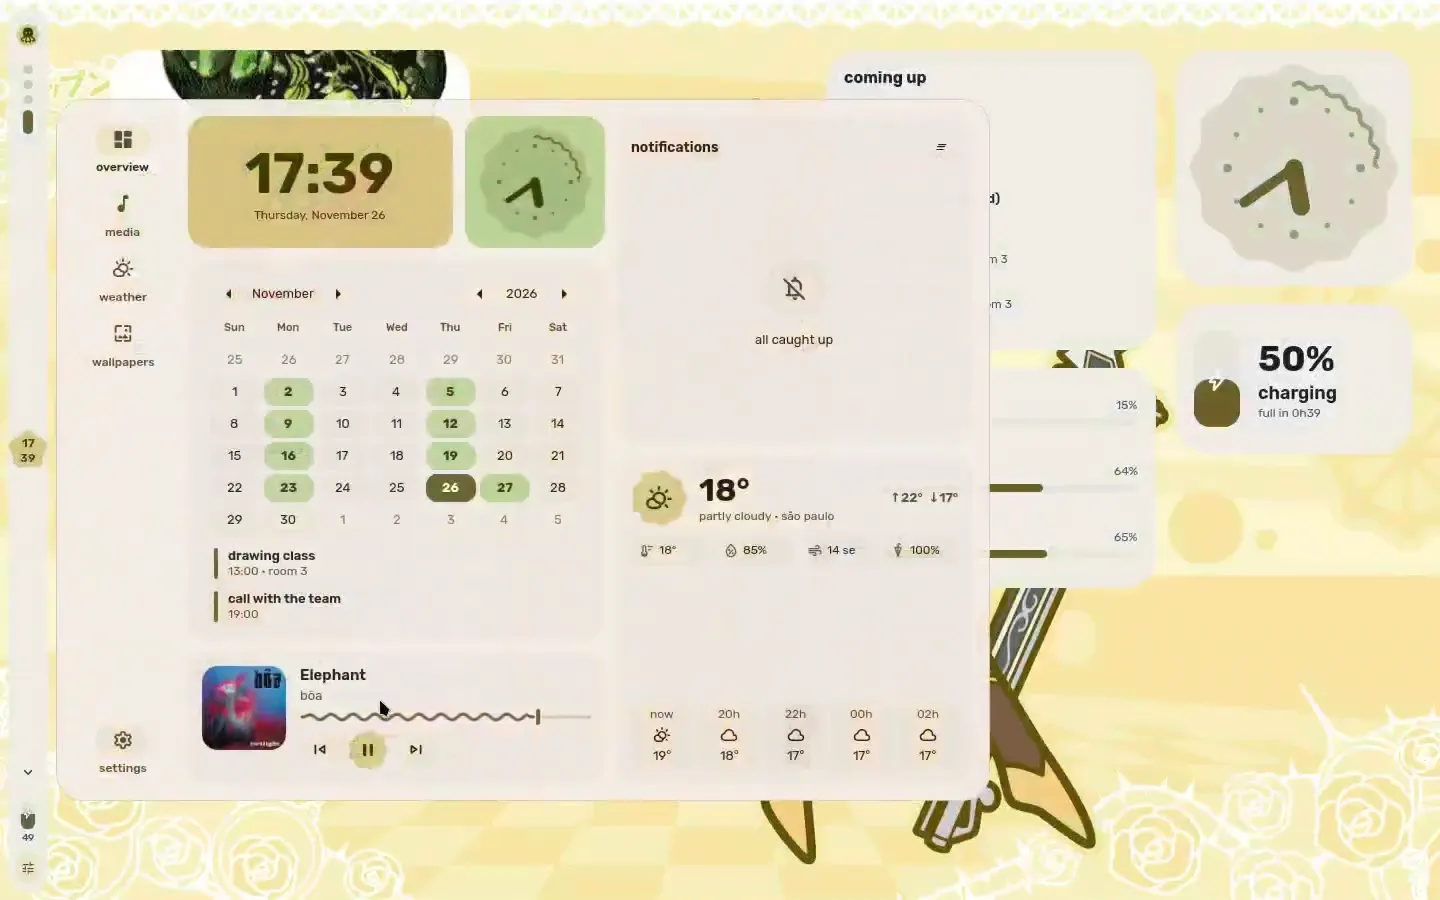 17
39
49
overview
media
weather
wallpapers
settings
17:39
Thursday, November 26
November
2026
Sun Mon Tue Wed Thu Fri Sat
25 26 27 28 29 30 31
1 2 3 4 5 6 7
8 9 10 11 12 13 14
15 16 17 18 19 20 21
22 23 24 25 26 27 28
29 30 1 2 3 4 5
drawing class
13:00 • room 3
call with the team
19:00
böa
Elephant
böa
notifications
all caught up
18°
partly cloudy • são paulo
↑22° ↓17°
18° 85% 14 se 100%
now 20h 22h 00h 02h
19° 18° 17° 17° 17°
coming up
d)
m 3
om 3
15%
64%
65%
50%
charging
full in 0h39